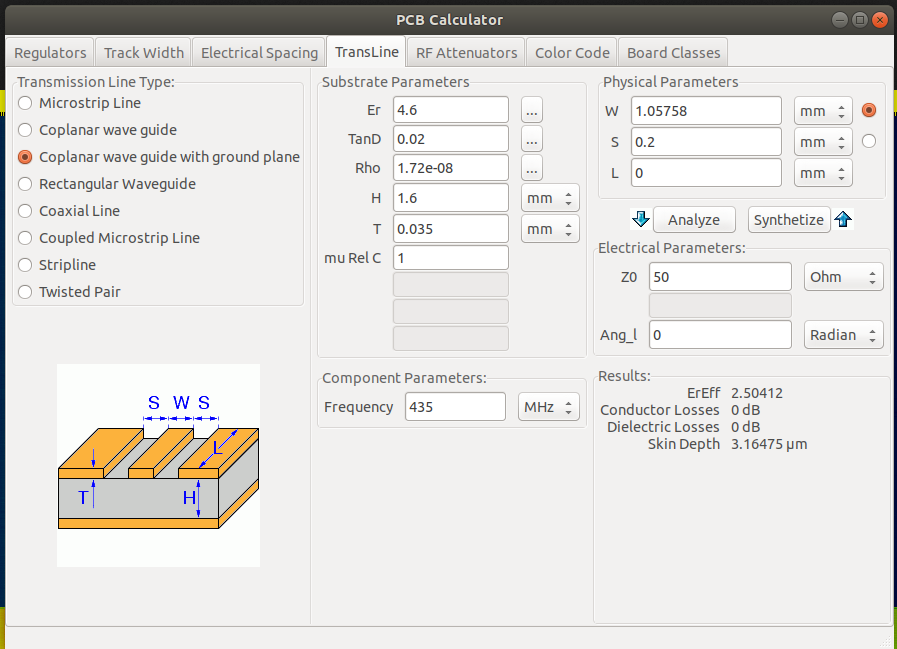 PCB Calculator
Regulators Track Width Electrical Spacing TransLine RF Attenuators Color Code Board Classes
Transmission Line Type:
Microstrip Line
Coplanar wave guide
Coplanar wave guide with ground plane
Rectangular Waveguide
Coaxial Line
Coupled Microstrip Line
Stripline
Twisted Pair
S W S
L
T
H
Substrate Parameters
Er 4.6 ...
TanD 0.02 ...
Rho 1.72e-08 ...
H 1.6 mm
T 0.035 mm
mu Rel C 1
Component Parameters:
Frequency 435 MHz
Physical Parameters
W 1.05758 mm
S 0.2 mm
L 0 mm
Analyze Synthetize
Electrical Parameters:
Z0 50 Ohm
Ang_l 0 Radian
Results:
ErEff 2.50412
Conductor Losses 0 dB
Dielectric Losses 0 dB
Skin Depth 3.16475 µm